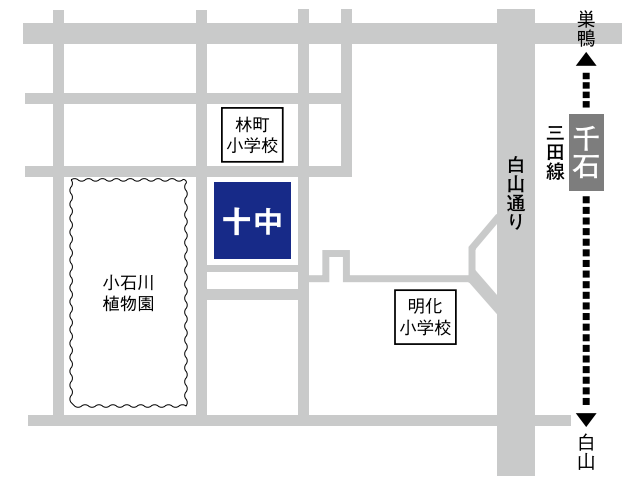 巣鴨
林町
小学校
十中
小石川
植物園
明化
小学校
白山通り
三田線
千石
白山